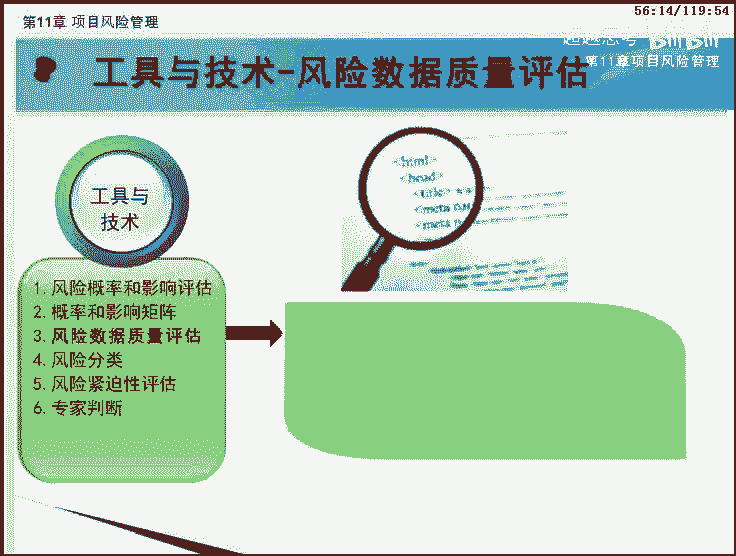 第11章 项目风险管理
56:14/119:54
工具与技术-风险数据质量评估
第11章项目风险管理
工具与
技术
<html>
<head>
<title>
<meta
<meta
1.风险概率和影响评估
2.概率和影响矩阵
3.风险数据质量评估
4.风险分类
5.风险紧迫性评估
6.专家判断